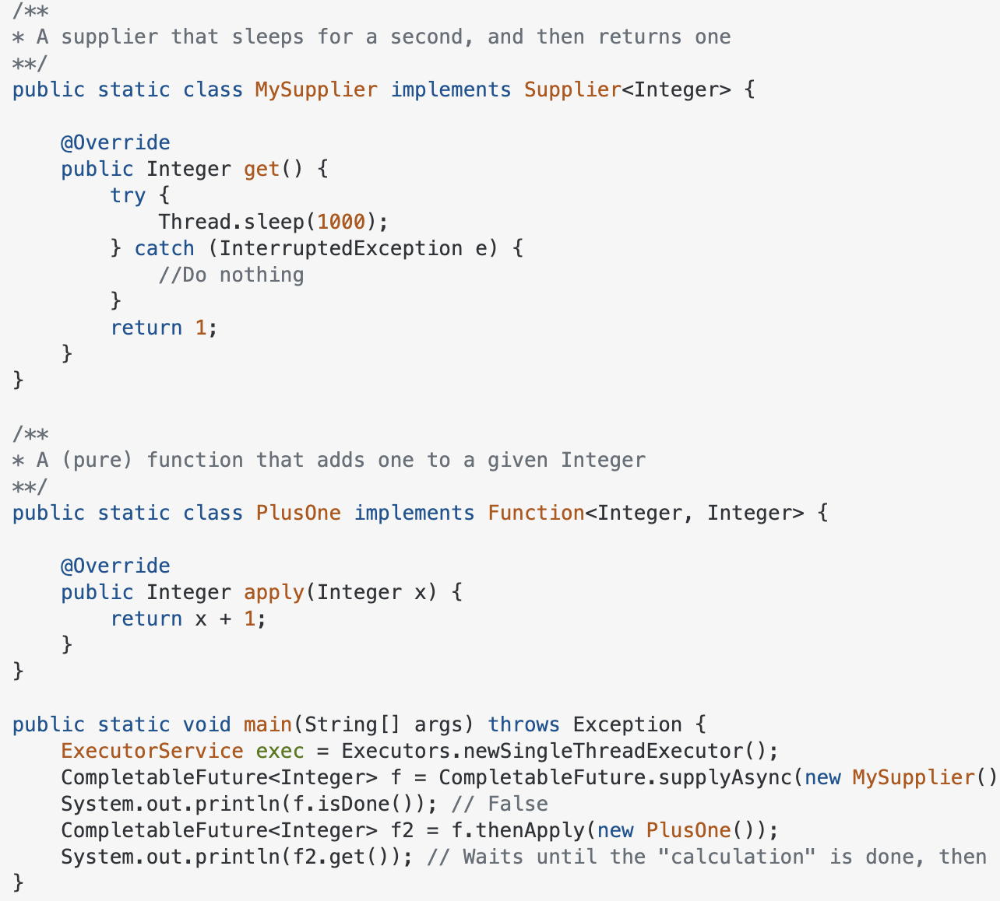 /**
* A supplier that sleeps for a second, and then returns one
**/
public static class MySupplier implements Supplier<Integer> {

    @Override
    public Integer get() {
        try {
            Thread.sleep(1000);
        } catch (InterruptedException e) {
            //Do nothing
        }
        return 1;
    }
}

/**
* A (pure) function that adds one to a given Integer
**/
public static class PlusOne implements Function<Integer, Integer> {

    @Override
    public Integer apply(Integer x) {
        return x + 1;
    }
}

public static void main(String[] args) throws Exception {
    ExecutorService exec = Executors.newSingleThreadExecutor();
    CompletableFuture<Integer> f = CompletableFuture.supplyAsync(new MySupplier()
    System.out.println(f.isDone()); // False
    CompletableFuture<Integer> f2 = f.thenApply(new PlusOne());
    System.out.println(f2.get()); // Waits until the "calculation" is done, then
}